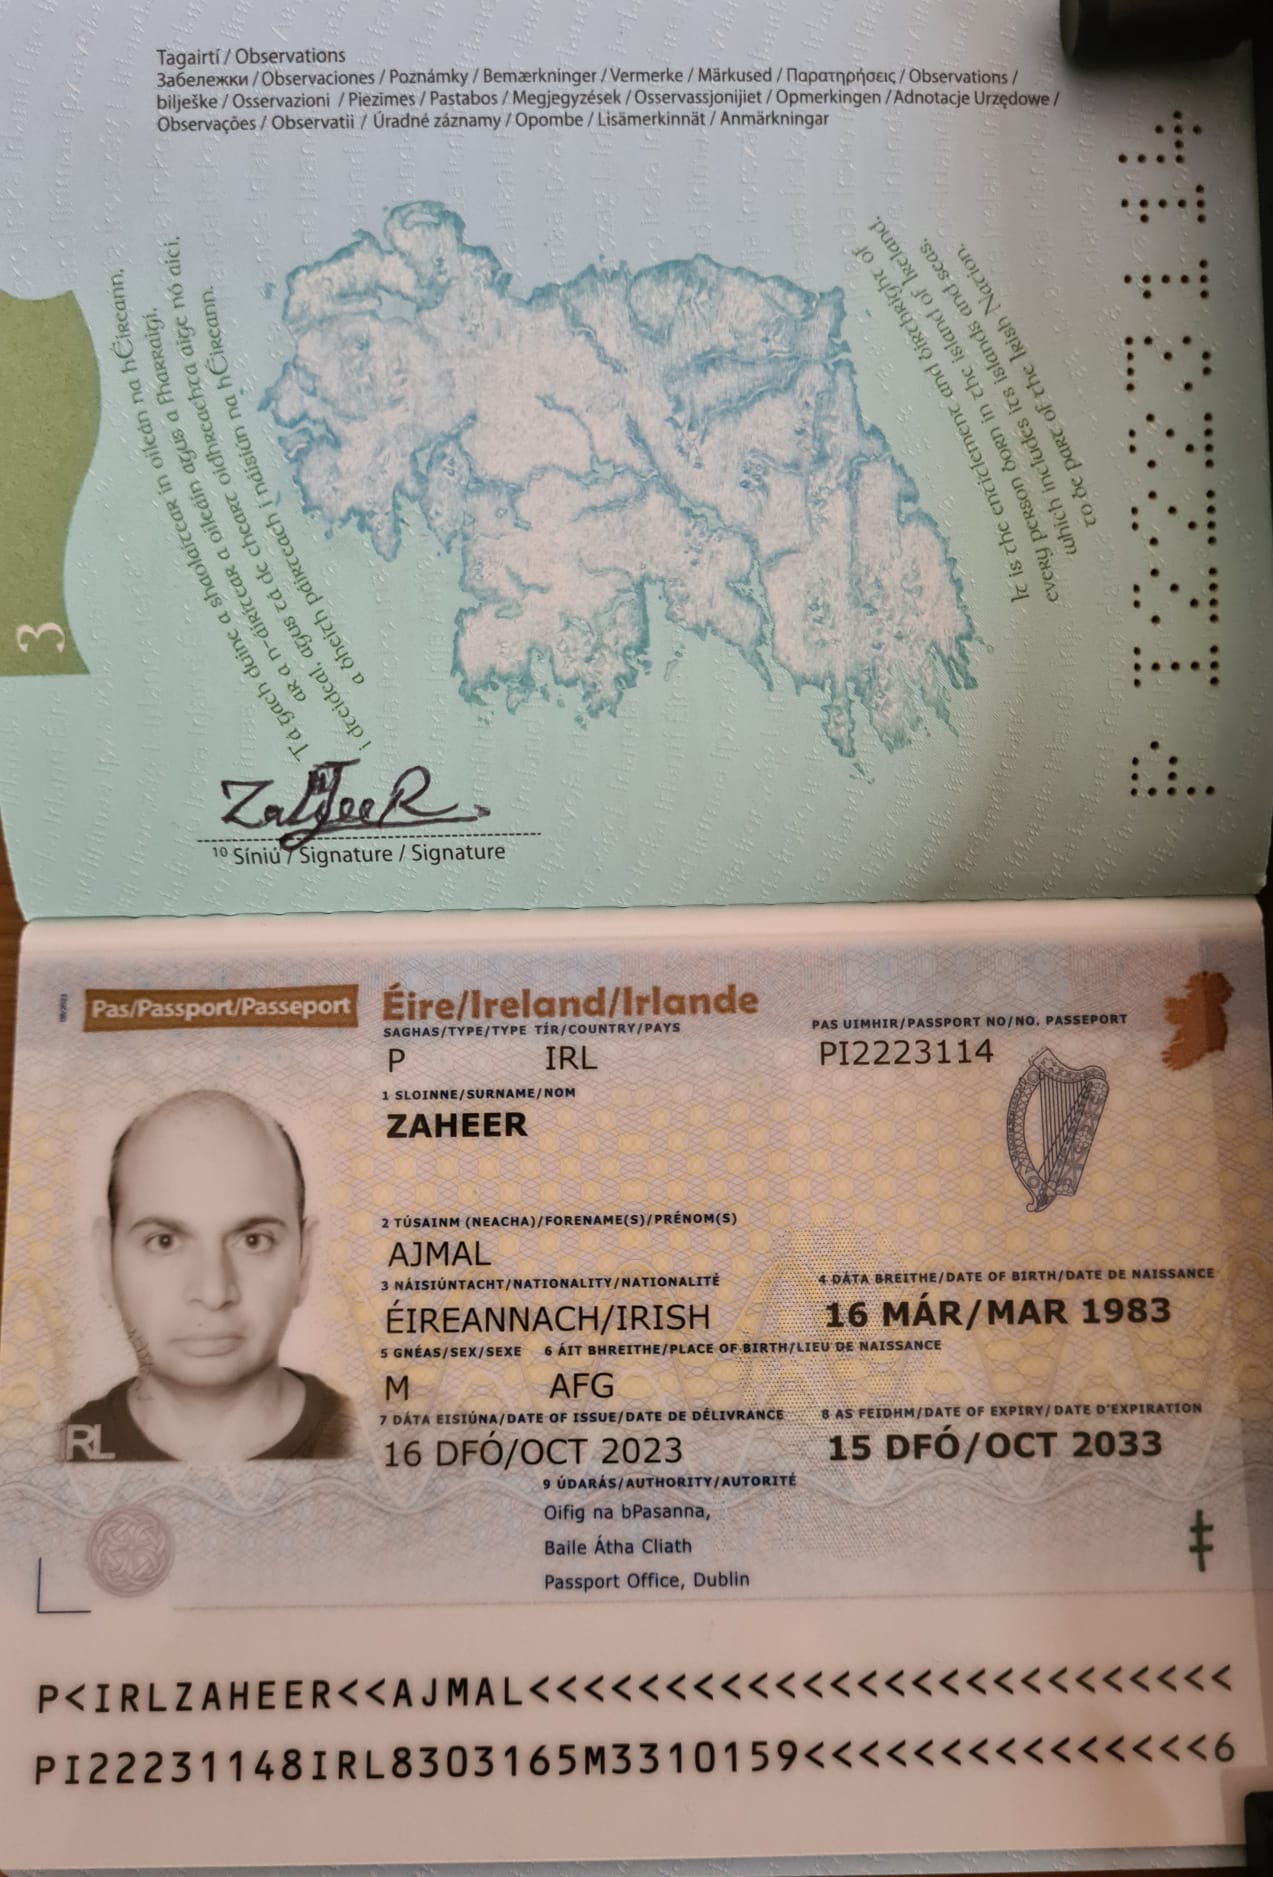 Tagairtí / Observations
Забележки / Observaciones / Poznámky / Bemærkninger / Vermerke / Märkused / Παρατηρήσεις / Observations /
bilješke / Osservazioni / Piezīmes / Pastabos / Megjegyzések / Osservassjonijiet / Opmerkingen / Adnotacje Urzędowe /
Observações / Observatii / Úradné záznamy / Opombe / Lisämerkinnät / Anmärkningar
Tá ag gach duine a shaolaítear in oileán na hÉireann,
ar a n-áirítear a oileáin agus a fharraigí,
i dteideal, agus tá de cheart oidhreachta aige nó aici,
a bheith páirteach i náisiún na hÉireann.
It is the entitlement and birthright of
every person born in the island of Ireland,
which includes its islands and seas,
to be part of the Irish Nation.
PI2223114
3
ZaHeeR
10 Síniú / Signature / Signature
Pas/Passport/Passeport
Éire/Ireland/Irlande
SAGHAS/TYPE/TYPE TÍR/COUNTRY/PAYS
PAS UIMHIR/PASSPORT NO/NO. PASSEPORT
P IRL PI2223114
1 SLOINNE/SURNAME/NOM
ZAHEER
2 TÚSAINM (NEACHA)/FORENAME(S)/PRÉNOM(S)
AJMAL
3 NÁISIÚNTACHT/NATIONALITY/NATIONALITÉ
4 DÁTA BREITHE/DATE OF BIRTH/DATE DE NAISSANCE
ÉIREANNACH/IRISH 16 MÁR/MAR 1983
5 GNÉAS/SEX/SEXE 6 ÁIT BHREITHE/PLACE OF BIRTH/LIEU DE NAISSANCE
M AFG
7 DÁTA EISIÚNA/DATE OF ISSUE/DATE DE DÉLIVRANCE
8 AS FEIDHM/DATE OF EXPIRY/DATE D'EXPIRATION
16 DFÓ/OCT 2023 15 DFÓ/OCT 2033
9 ÚDARÁS/AUTHORITY/AUTORITÉ
Oifig na bPasanna,
Baile Átha Cliath
Passport Office, Dublin
P<IRLZAHEER<<AJMAL<<<<<<<<<<<<<<<<<<<<<<<<<<
PI22231148IRL8303165M3310159<<<<<<<<<<<<<<<6